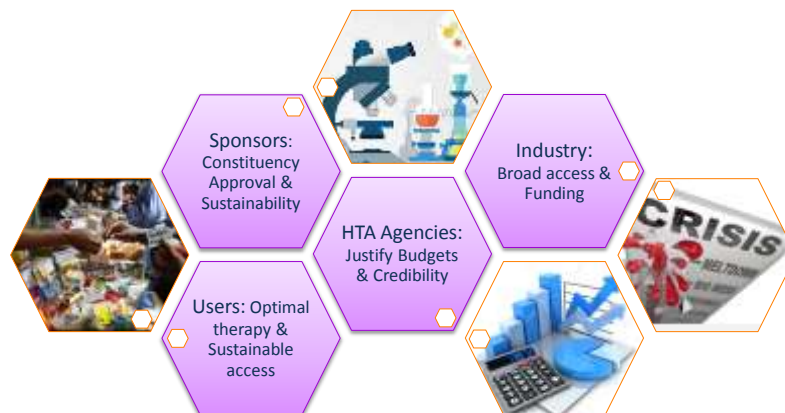 Sponsors:
Constituency
Approval &
Sustainability
Industry:
Broad access &
Funding
HTA Agencies:
Justify Budgets
& Credibility
Users: Optimal
therapy &
Sustainable
access
CRISIS
MELTDOWN